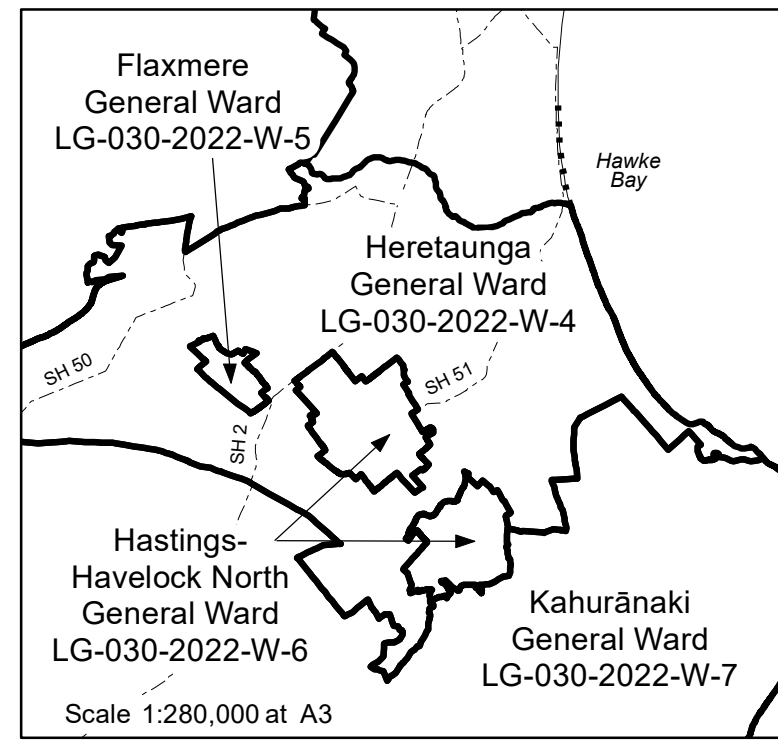 Flaxmere
General Ward
LG-030-2022-W-5
Hawke
Bay
Heretaunga
General Ward
LG-030-2022-W-4
SH 50
SH 51
SH 2
Hastings-
Havelock North
General Ward
LG-030-2022-W-6
Kahurānaki
General Ward
LG-030-2022-W-7
Scale 1:280,000 at A3